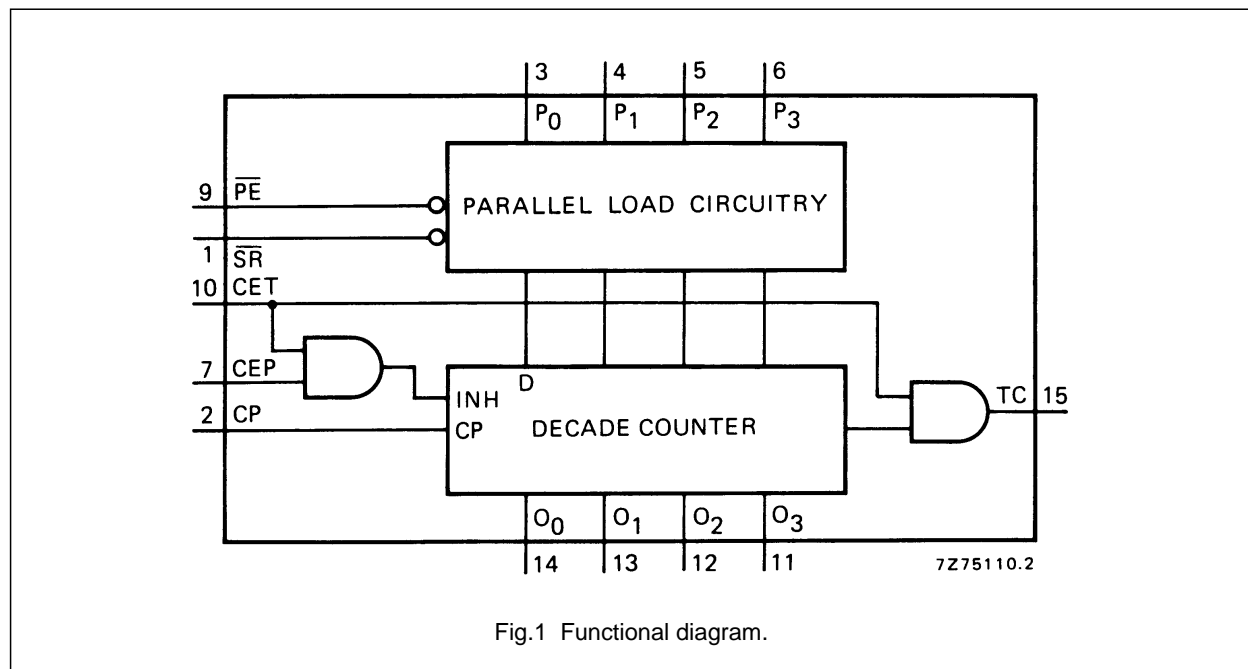 3 4 5 6
P0 P1 P2 P3
9 PE
PARALLEL LOAD CIRCUITRY
1 SR
10 CET
D
7 CEP
INH
TC 15
2 CP
CP
DECADE COUNTER
O0 O1 O2 O3
14 13 12 11
7Z75110.2
Fig.1 Functional diagram.